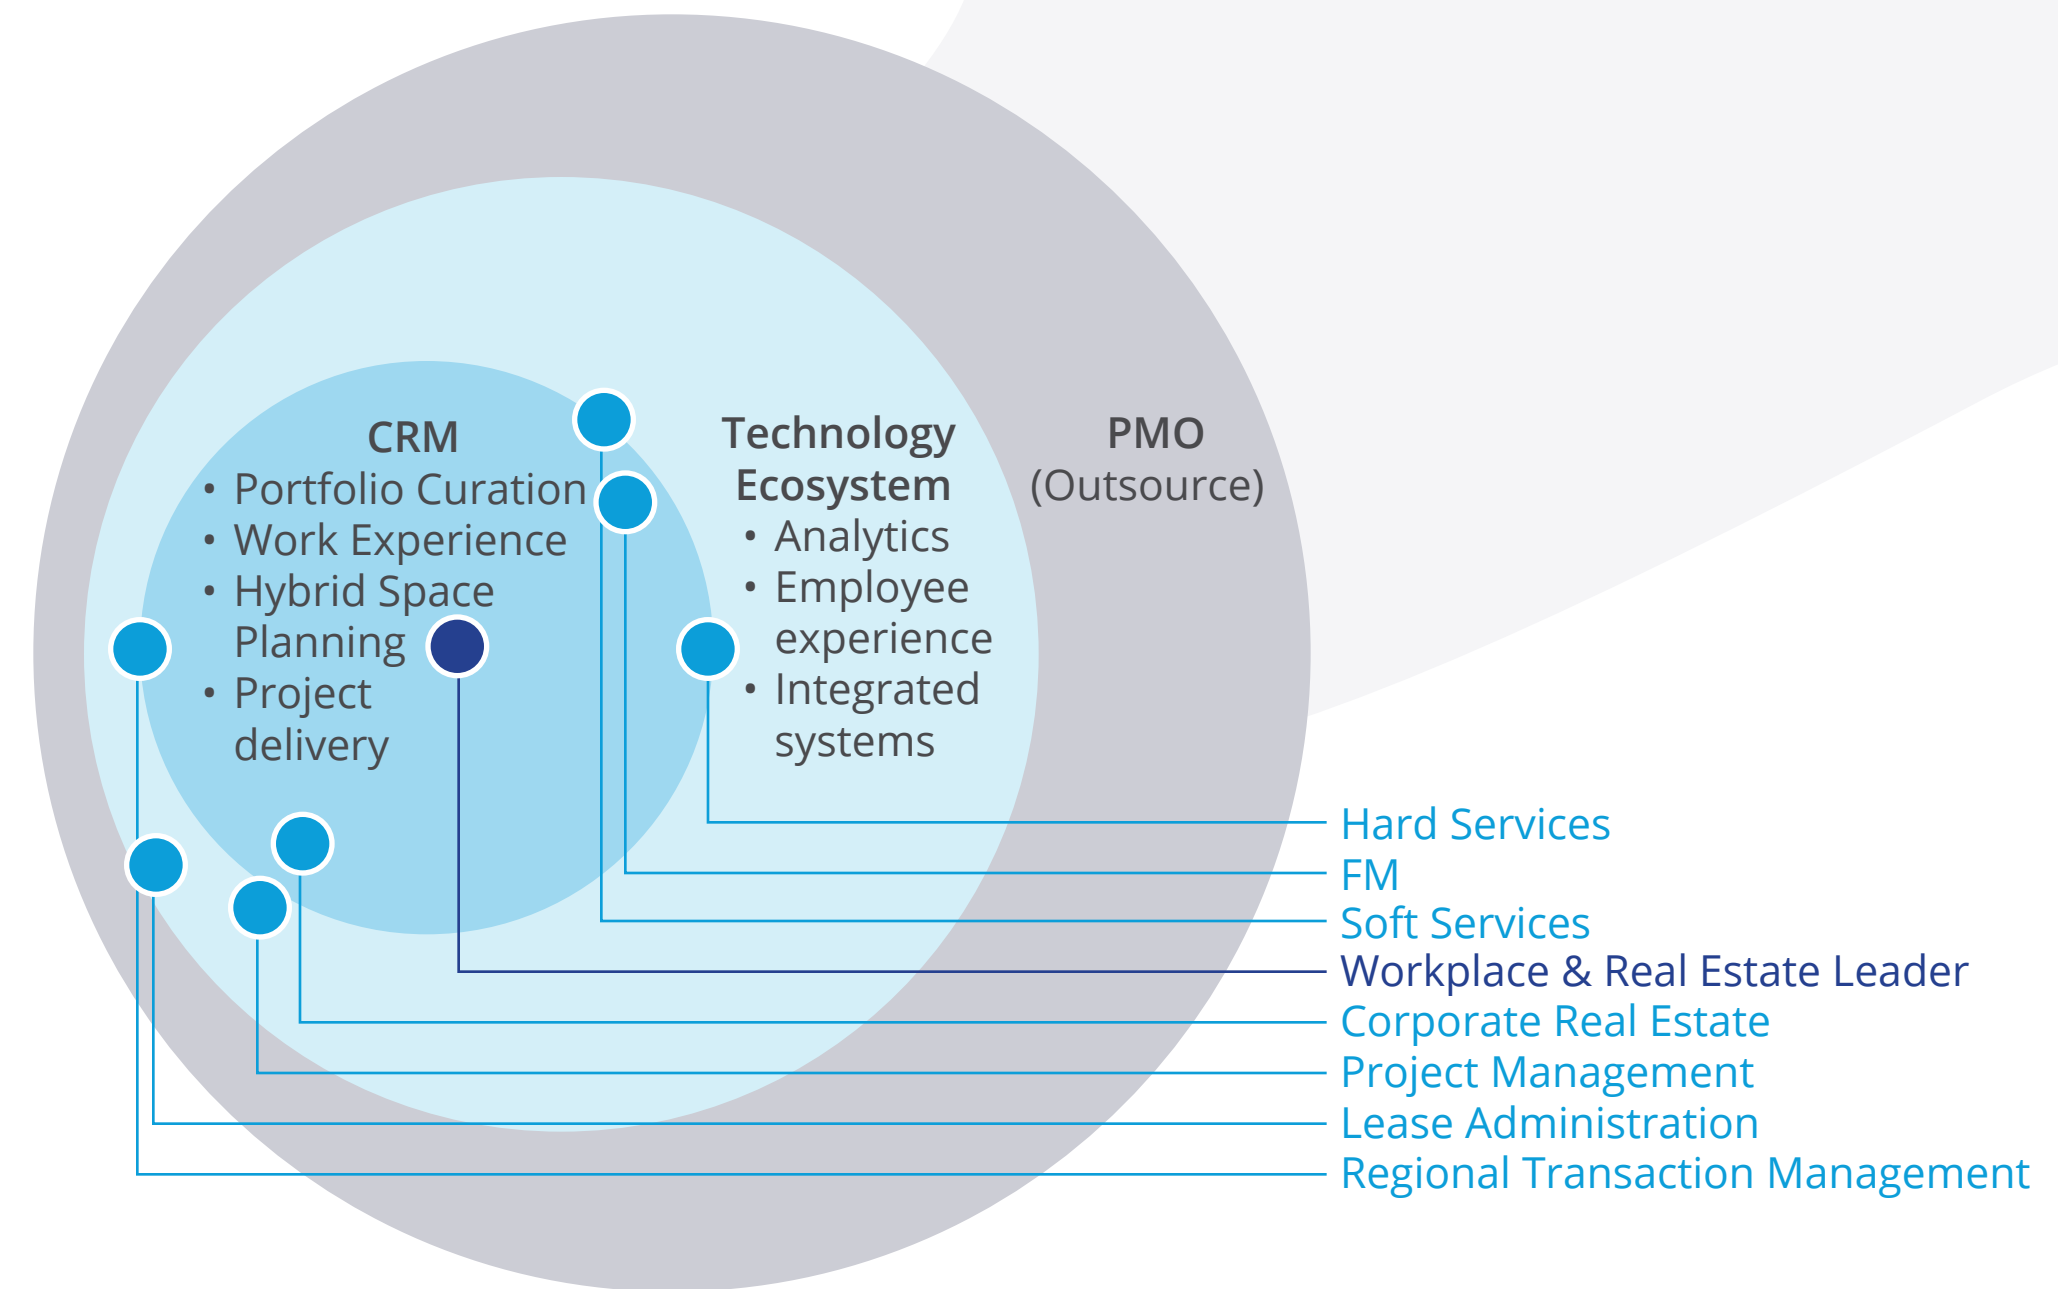 CRM
• Portfolio Curation
• Work Experience
• Hybrid Space
Planning
• Project
delivery
Technology
Ecosystem
• Analytics
• Employee
experience
• Integrated
systems
PMO
(Outsource)
Hard Services
FM
Soft Services
Workplace & Real Estate Leader
Corporate Real Estate
Project Management
Lease Administration
Regional Transaction Management